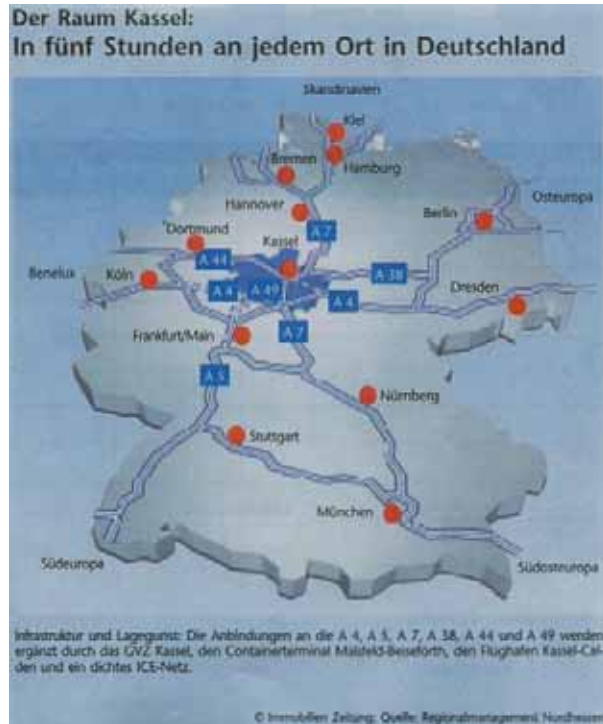 Der Raum Kassel:
In fünf Stunden an jedem Ort in Deutschland
Skandinavien
Kiel
Bremen
Hamburg
Hannover
Osteuropa
Berlin
Dortmund
A 7
Kassel
A 44
Benelux
Köln
A 4
A 49
A 38
A 4
Dresden
Frankfurt/Main
A 7
A 5
Nürnberg
Stuttgart
München
Südeuropa
Südosteuropa
Infrastruktur und Lagegunst: Die Anbindungen an die A 4, A 5, A 7, A 38, A 44 und A 49 werden
ergänzt durch das GVZ Kassel, den Containerterminal Malsfeld-Beiseforth, den Flughafen Kassel-Cal-
den und ein dichtes ICE-Netz.
© Immobilien Zeitung; Quelle: Regionalmanagement Nordhessen